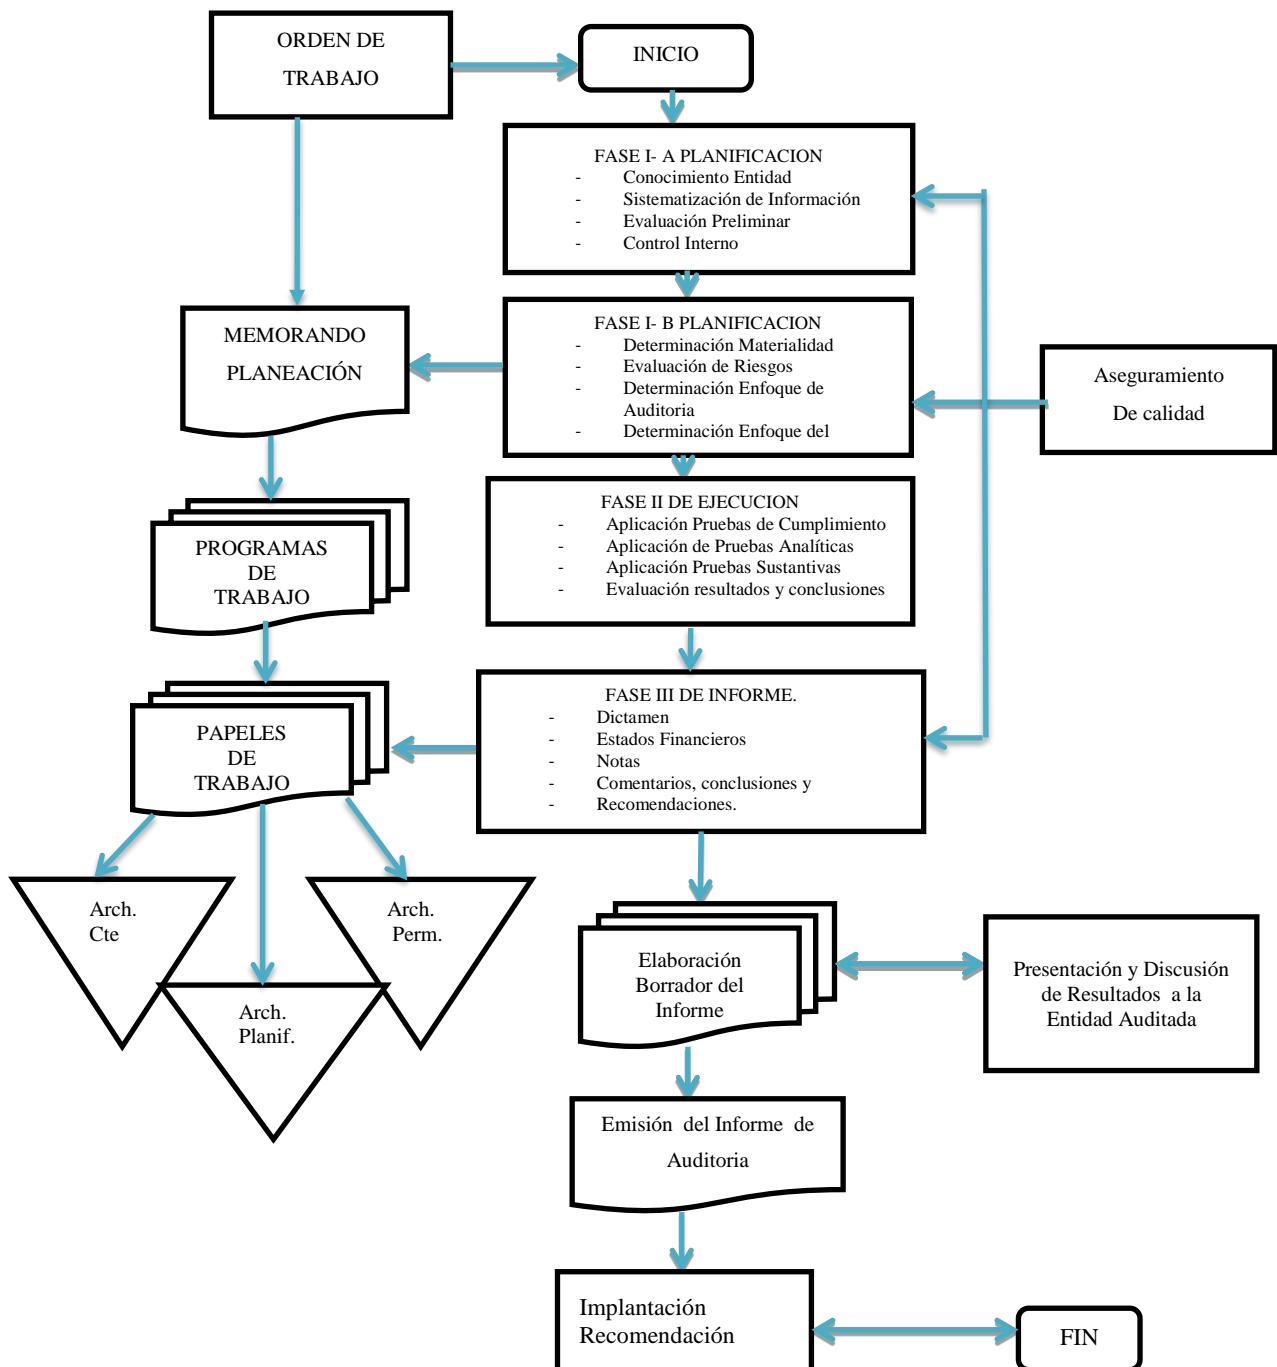 ORDEN DE
TRABAJO
INICIO
FASE I- A PLANIFICACION
- Conocimiento Entidad
- Sistematización de Información
- Evaluación Preliminar
- Control Interno
MEMORANDO
PLANEACIÓN
FASE I- B PLANIFICACION
- Determinación Materialidad
- Evaluación de Riesgos
- Determinación Enfoque de
Auditoria
- Determinación Enfoque del
Aseguramiento
De calidad
PROGRAMAS
DE
TRABAJO
FASE II DE EJECUCION
- Aplicación Pruebas de Cumplimiento
- Aplicación de Pruebas Analíticas
- Aplicación Pruebas Sustantivas
- Evaluación resultados y conclusiones
PAPELES
DE
TRABAJO
FASE III DE INFORME.
- Dictamen
- Estados Financieros
- Notas
- Comentarios, conclusiones y
- Recomendaciones.
Arch.
Cte
Arch.
Perm.
Arch.
Planif.
Elaboración
Borrador del
Informe
Presentación y Discusión
de Resultados a la
Entidad Auditada
Emisión del Informe de
Auditoria
Implantación
Recomendación
FIN